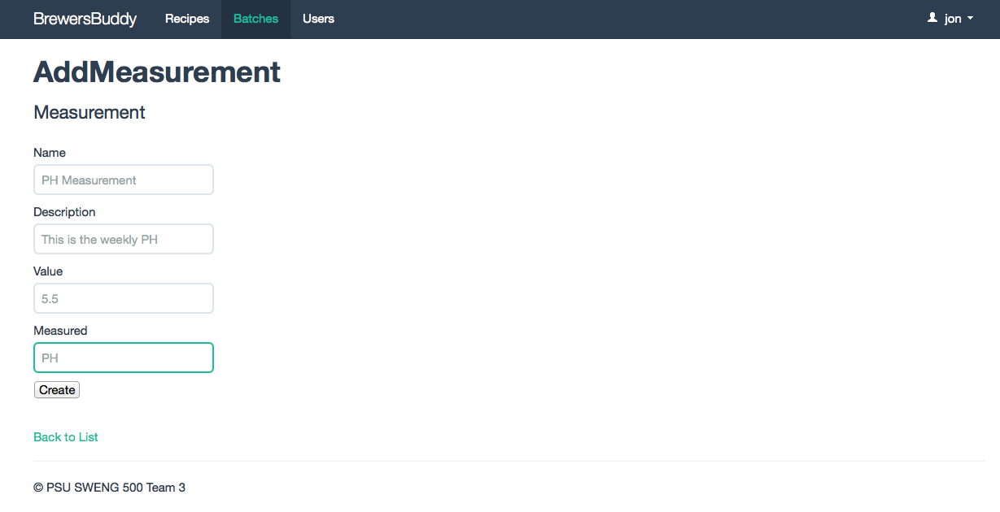 BrewersBuddy Recipes Batches Users jon
AddMeasurement
Measurement
Name
PH Measurement
Description
This is the weekly PH
Value
5.5
Measured
PH
Create
Back to List
© PSU SWENG 500 Team 3